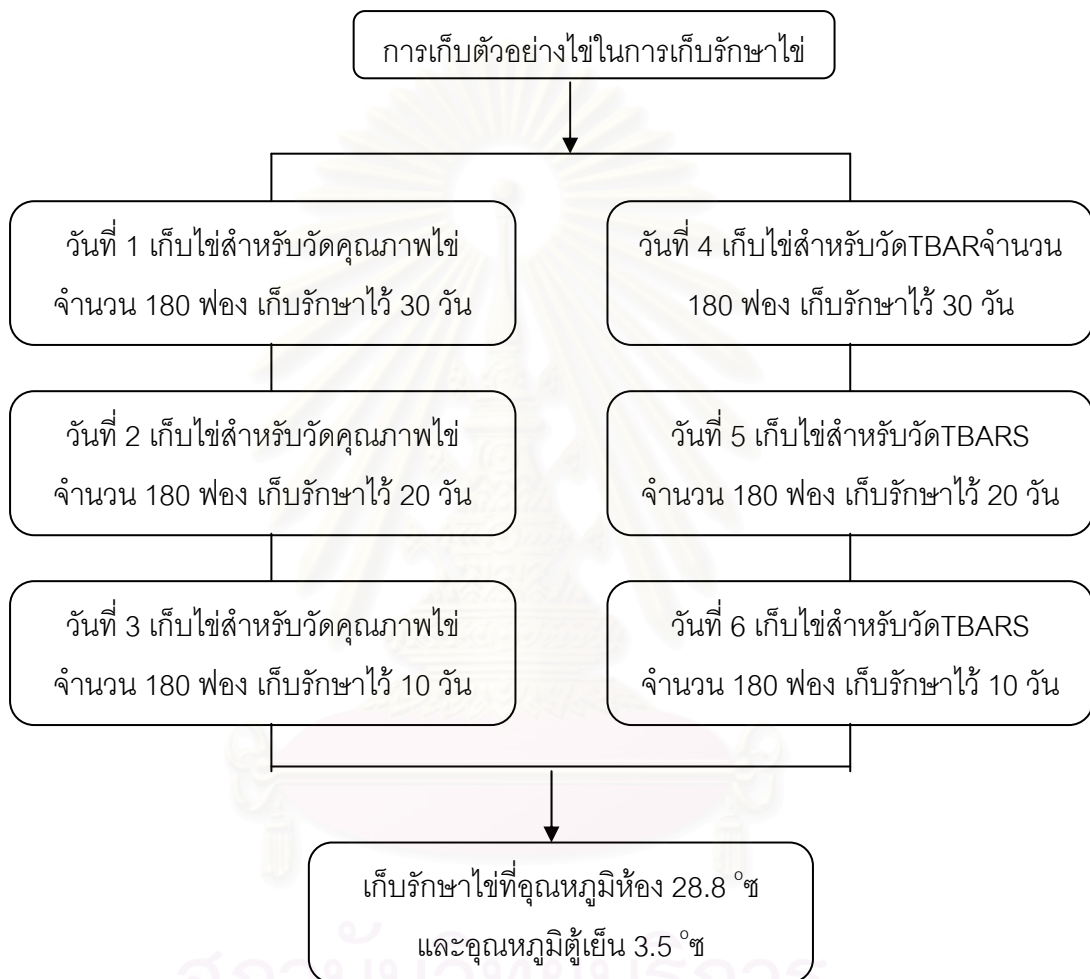 การเก็บตัวอย่างไข่ในการเก็บรักษาไข่
วันที่ 1 เก็บไข่สำหรับวัดคุณภาพไข่
จำนวน 180 ฟอง เก็บรักษาไว้ 30 วัน
วันที่ 2 เก็บไข่สำหรับวัดคุณภาพไข่
จำนวน 180 ฟอง เก็บรักษาไว้ 20 วัน
วันที่ 3 เก็บไข่สำหรับวัดคุณภาพไข่
จำนวน 180 ฟอง เก็บรักษาไว้ 10 วัน
วันที่ 4 เก็บไข่สำหรับวัดTBARจำนวน
180 ฟอง เก็บรักษาไว้ 30 วัน
วันที่ 5 เก็บไข่สำหรับวัดTBARS
จำนวน 180 ฟอง เก็บรักษาไว้ 20 วัน
วันที่ 6 เก็บไข่สำหรับวัดTBARS
จำนวน 180 ฟอง เก็บรักษาไว้ 10 วัน
เก็บรักษาไข่ที่อุณหภูมิห้อง 28.8 °ซ
และอุณหภูมิตู้เย็น 3.5 °ซ
สถาบันวิทยบริการ